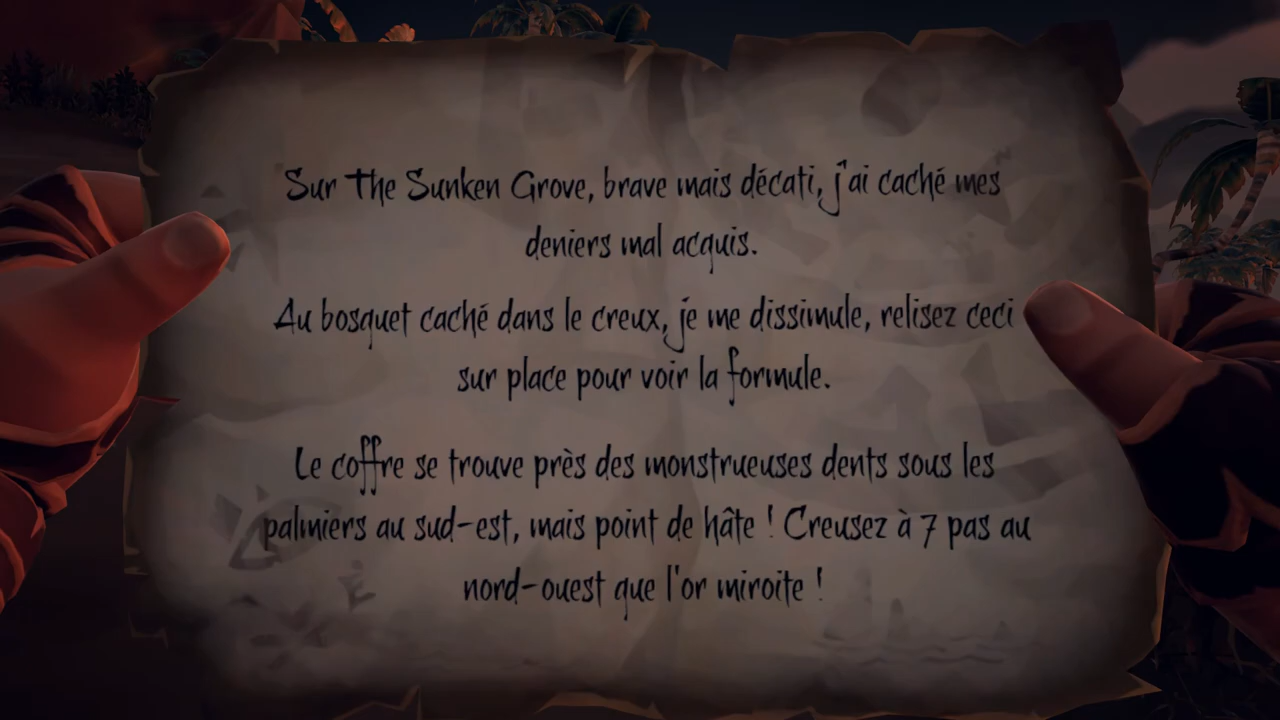 Sur The Sunken Grove, brave mais décati, j'ai caché mes
deniers mal acquis.
Au bosquet caché dans le creux, je me dissimule, relisez ceci
sur place pour voir la formule.
Le coffre se trouve près des monstrueuses dents sous les
palmiers au sud-est, mais point de hâte ! Creusez à 7 pas au
nord-ouest que l'or miroite !